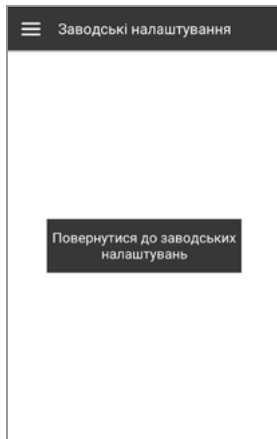 Заводські налаштування
Повернутися до заводських
налаштувань